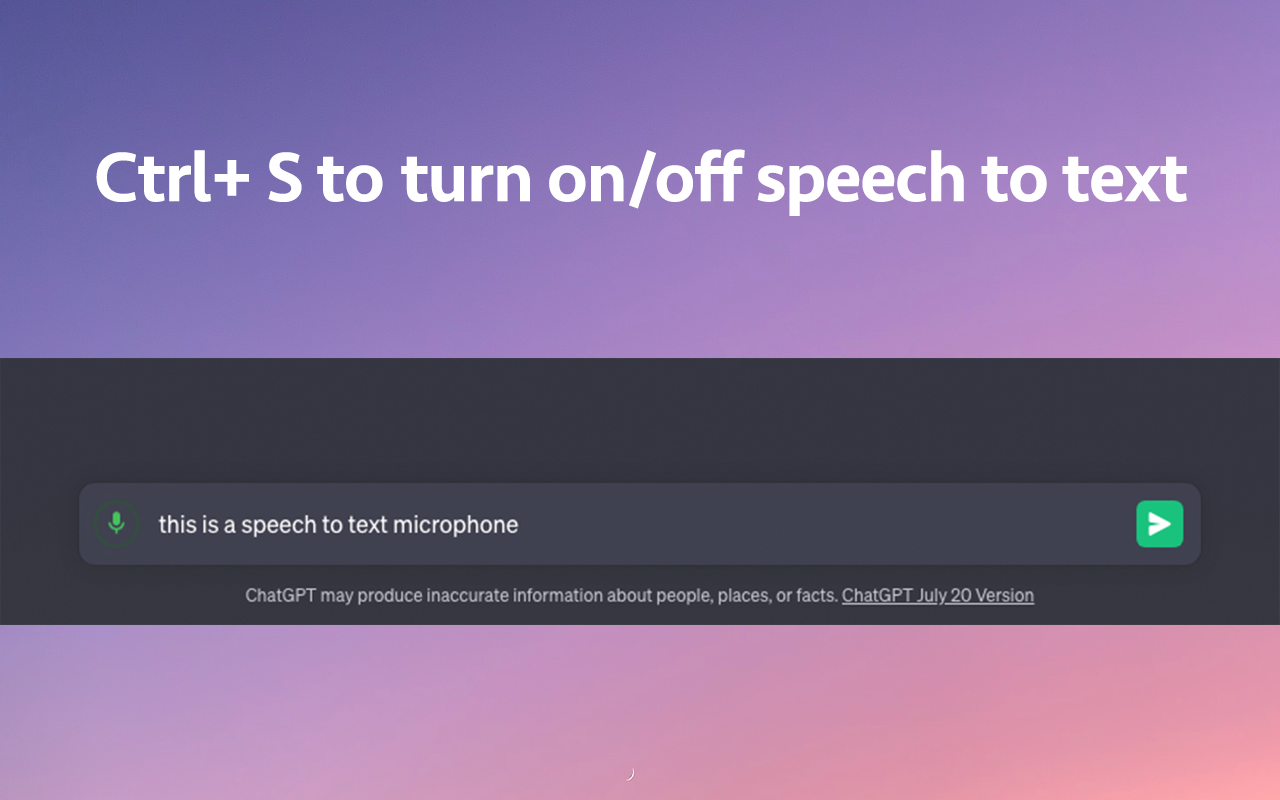 Ctrl+ S to turn on/off speech to text
this is a speech to text microphone
ChatGPT may produce inaccurate information about people, places, or facts. ChatGPT July 20 Version